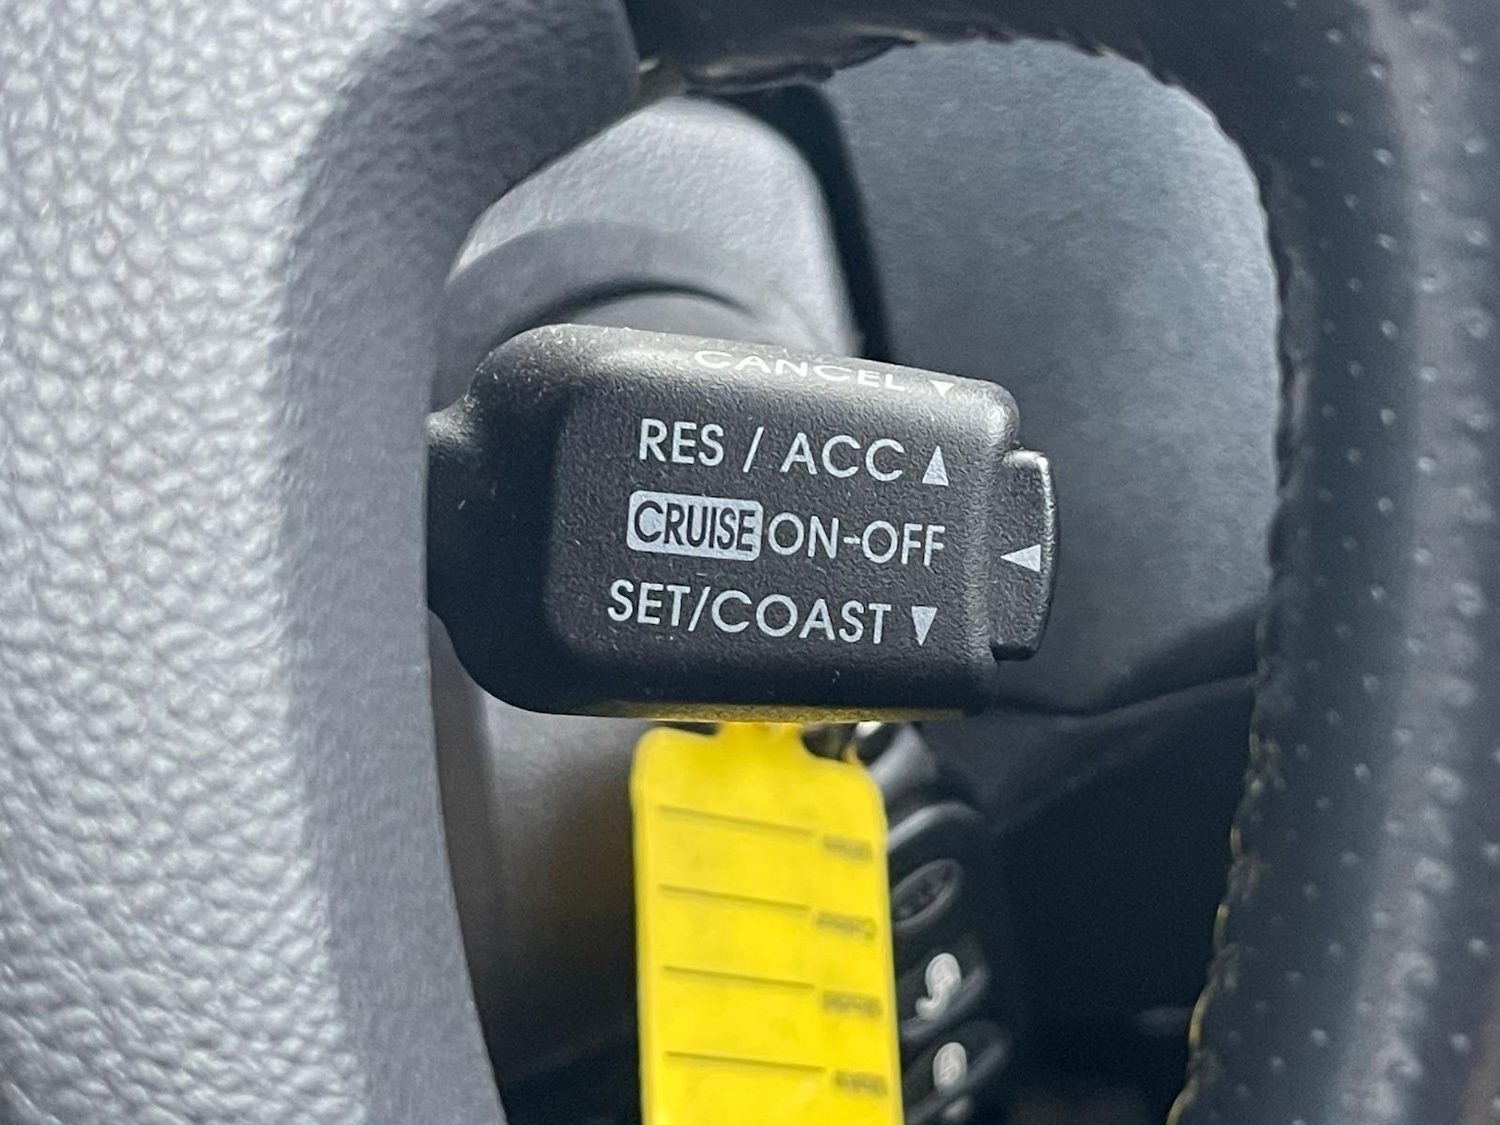 CANCEL ▼
RES / ACC ▲
CRUISE ON-OFF ◀
SET/COAST ▼